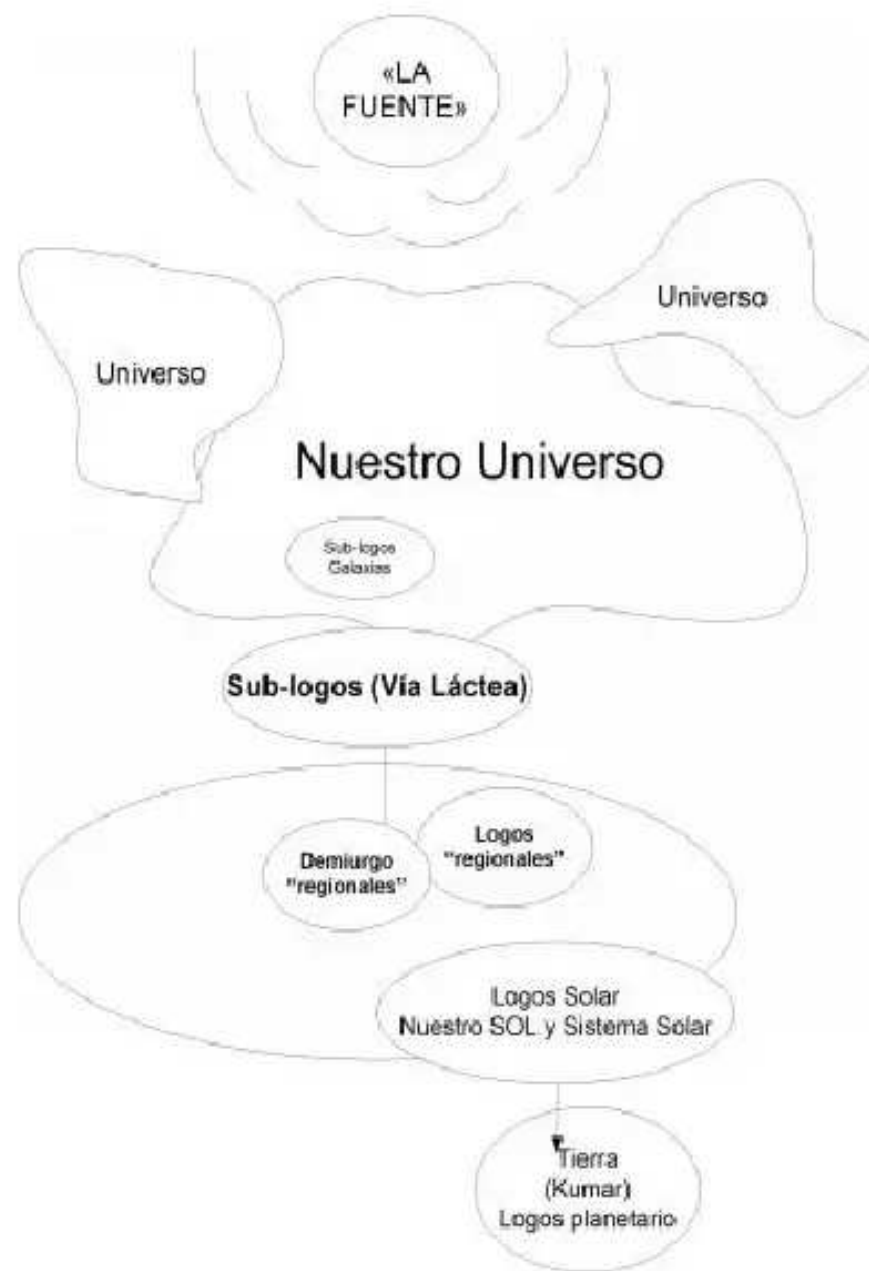 «LA
FUENTE»
Universo
Universo
Nuestro Universo
Sub-logos
Galaxias
Sub-logos (Vía Láctea)
Logos
"regionales"
Demiurgo
"regionales"
Logos Solar
Nuestro SOL y Sistema Solar
Tierra
(Kumar)
Logos planetario